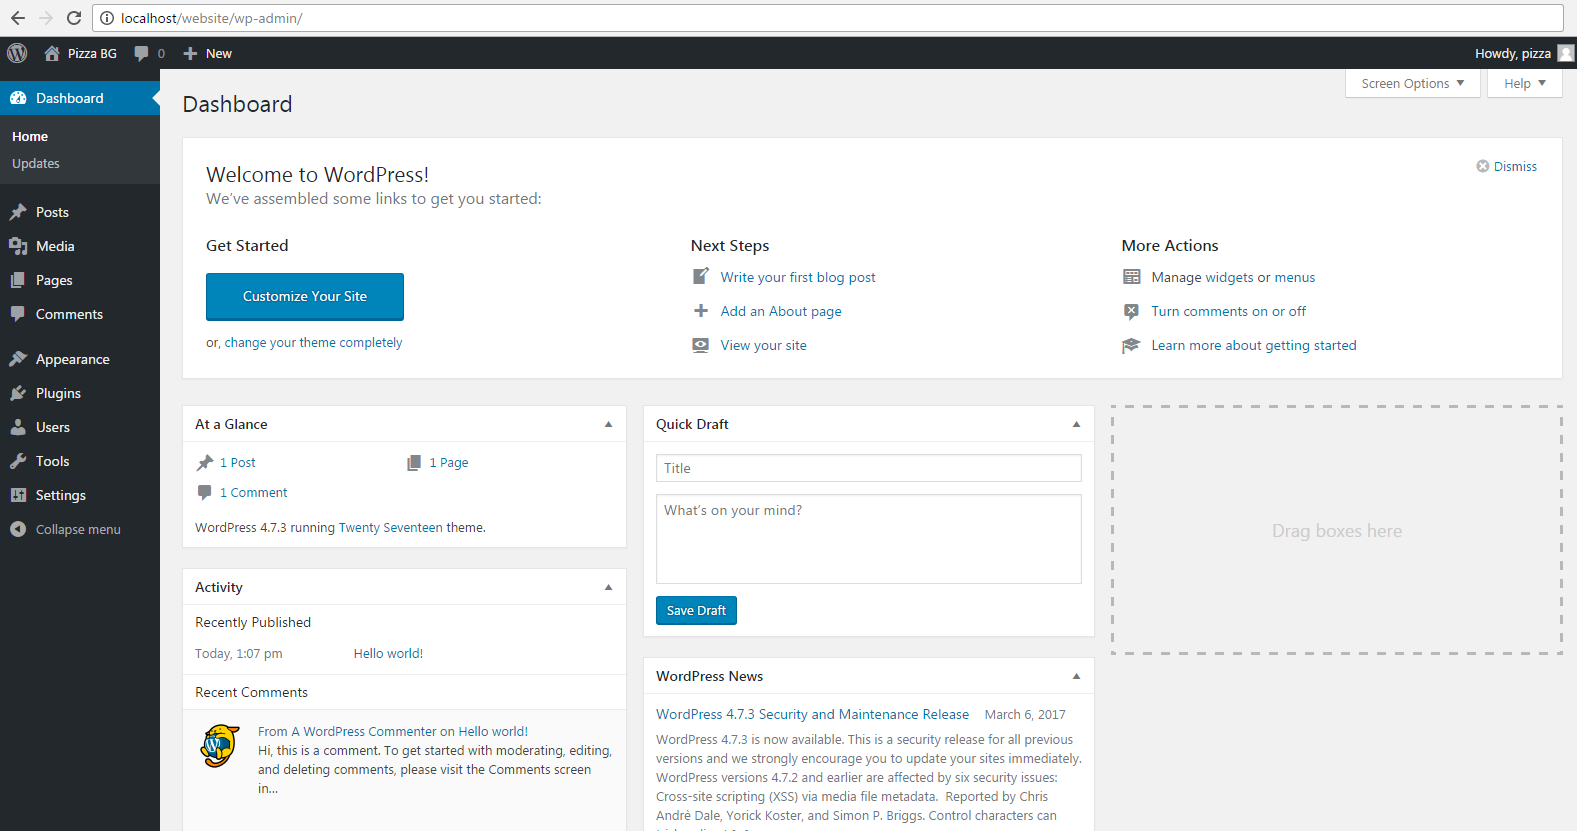 localhost/website/wp-admin/
Pizza BG
0
New
Howdy, pizza
Dashboard
Home
Updates
Posts
Media
Pages
Comments
Appearance
Plugins
Users
Tools
Settings
Collapse menu
Screen Options
Help
Dashboard
Welcome to WordPress!
We've assembled some links to get you started:
Dismiss
Get Started
Customize Your Site
or, change your theme completely
Next Steps
Write your first blog post
Add an About page
View your site
More Actions
Manage widgets or menus
Turn comments on or off
Learn more about getting started
At a Glance
1 Post
1 Page
1 Comment
WordPress 4.7.3 running Twenty Seventeen theme.
Activity
Recently Published
Today, 1:07 pm
Hello world!
Recent Comments
From A WordPress Commenter on Hello world!
Hi, this is a comment. To get started with moderating, editing,
and deleting comments, please visit the Comments screen
in...
Quick Draft
Title
What's on your mind?
Save Draft
WordPress News
WordPress 4.7.3 Security and Maintenance Release March 6, 2017
WordPress 4.7.3 is now available. This is a security release for all previous
versions and we strongly encourage you to update your sites immediately.
WordPress versions 4.7.2 and earlier are affected by six security issues:
Cross-site scripting (XSS) via media file metadata.  Reported by Chris
Andrè Dale, Yorick Koster, and Simon P. Briggs. Control characters can
Drag boxes here